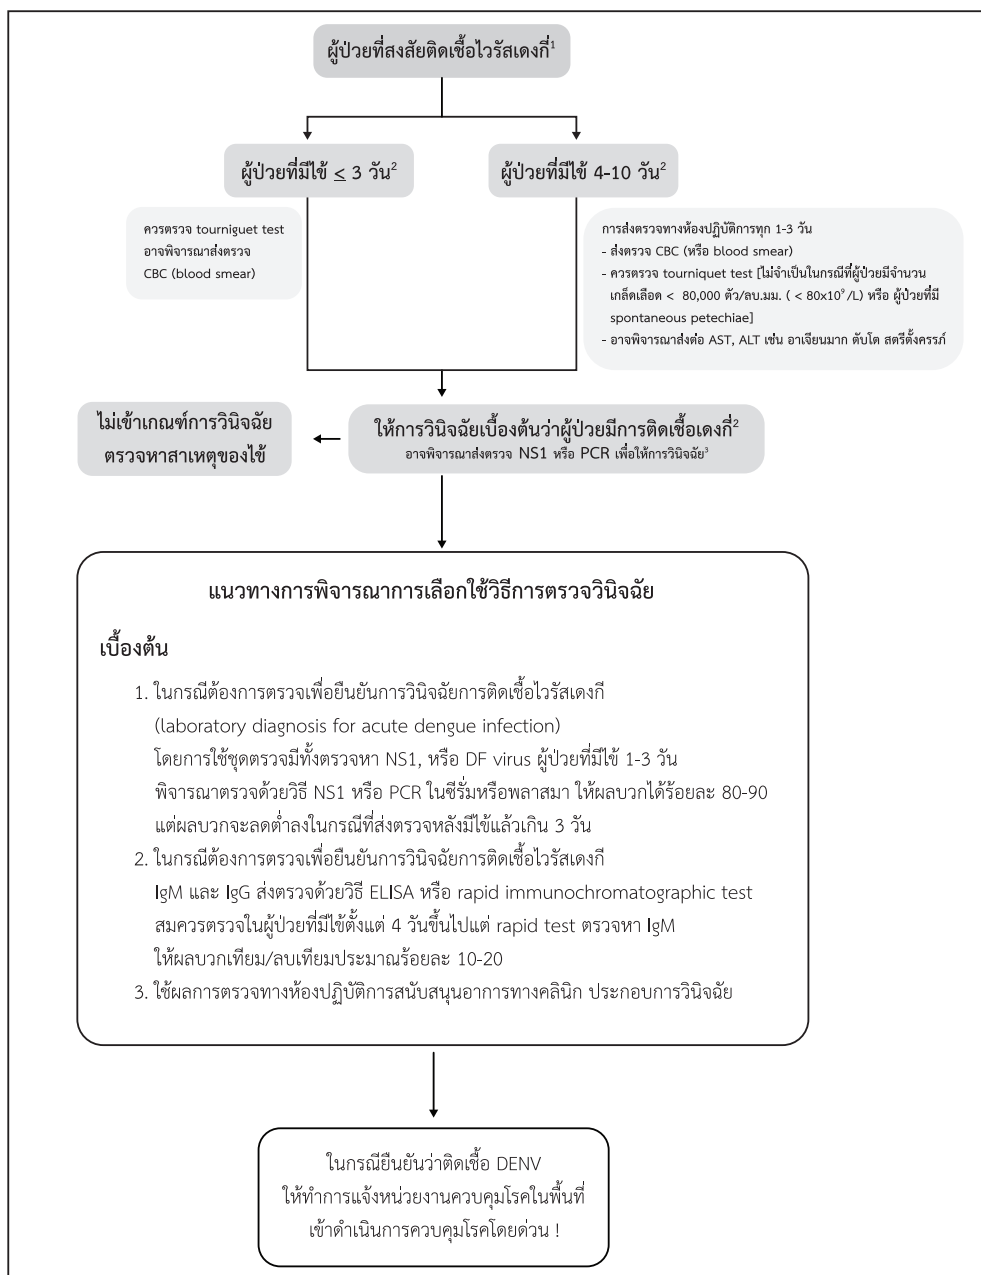 ผู้ป่วยที่สงสัยติดเชื้อไวรัสเดงกี่1
ผู้ป่วยที่มีไข้ ≤ 3 วัน2
ผู้ป่วยที่มีไข้ 4-10 วัน2
ควรตรวจ tourniguet test
อาจพิจารณาส่งตรวจ
CBC (blood smear)
การส่งตรวจทางห้องปฏิบัติการทุก 1-3 วัน
- ส่งตรวจ CBC (หรือ blood smear)
- ควรตรวจ tourniquet test [ไม่จำเป็นในกรณีที่ผู้ป่วยมีจำนวน
เกล็ดเลือด < 80,000 ตัว/ลบ.มม. ( < 80x10⁹/L) หรือ ผู้ป่วยที่มี
spontaneous petechiae]
- อาจพิจารณาส่งต่อ AST, ALT เช่น อาเจียนมาก ตับโต สตรีตั้งครรภ์
ไม่เข้าเกณฑ์การวินิจฉัย
ตรวจหาสาเหตุของไข้
ให้การวินิจฉัยเบื้องต้นว่าผู้ป่วยมีการติดเชื้อเดงกี่2
อาจพิจารณาส่งตรวจ NS1 หรือ PCR เพื่อให้การวินิจฉัย3
แนวทางการพิจารณาการเลือกใช้วิธีการตรวจวินิจฉัย
เบื้องต้น
1. ในกรณีต้องการตรวจเพื่อยืนยันการวินิจฉัยการติดเชื้อไวรัสเดงกี
(laboratory diagnosis for acute dengue infection)
โดยการใช้ชุดตรวจมีทั้งตรวจหา NS1, หรือ DF virus ผู้ป่วยที่มีไข้ 1-3 วัน
พิจารณาตรวจด้วยวิธี NS1 หรือ PCR ในซีรั่มหรือพลาสมา ให้ผลบวกได้ร้อยละ 80-90
แต่ผลบวกจะลดต่ำลงในกรณีที่ส่งตรวจหลังมีไข้แล้วเกิน 3 วัน
2. ในกรณีต้องการตรวจเพื่อยืนยันการวินิจฉัยการติดเชื้อไวรัสเดงกี
IgM และ IgG ส่งตรวจด้วยวิธี ELISA หรือ rapid immunochromatographic test
สมควรตรวจในผู้ป่วยที่มีไข้ตั้งแต่ 4 วันขึ้นไปแต่ rapid test ตรวจหา IgM
ให้ผลบวกเทียม/ลบเทียมประมาณร้อยละ 10-20
3. ใช้ผลการตรวจทางห้องปฏิบัติการสนับสนุนอาการทางคลินิก ประกอบการวินิจฉัย
ในกรณียืนยันว่าติดเชื้อ DENV
ให้ทำการแจ้งหน่วยงานควบคุมโรคในพื้นที่
เข้าดำเนินการควบคุมโรคโดยด่วน !